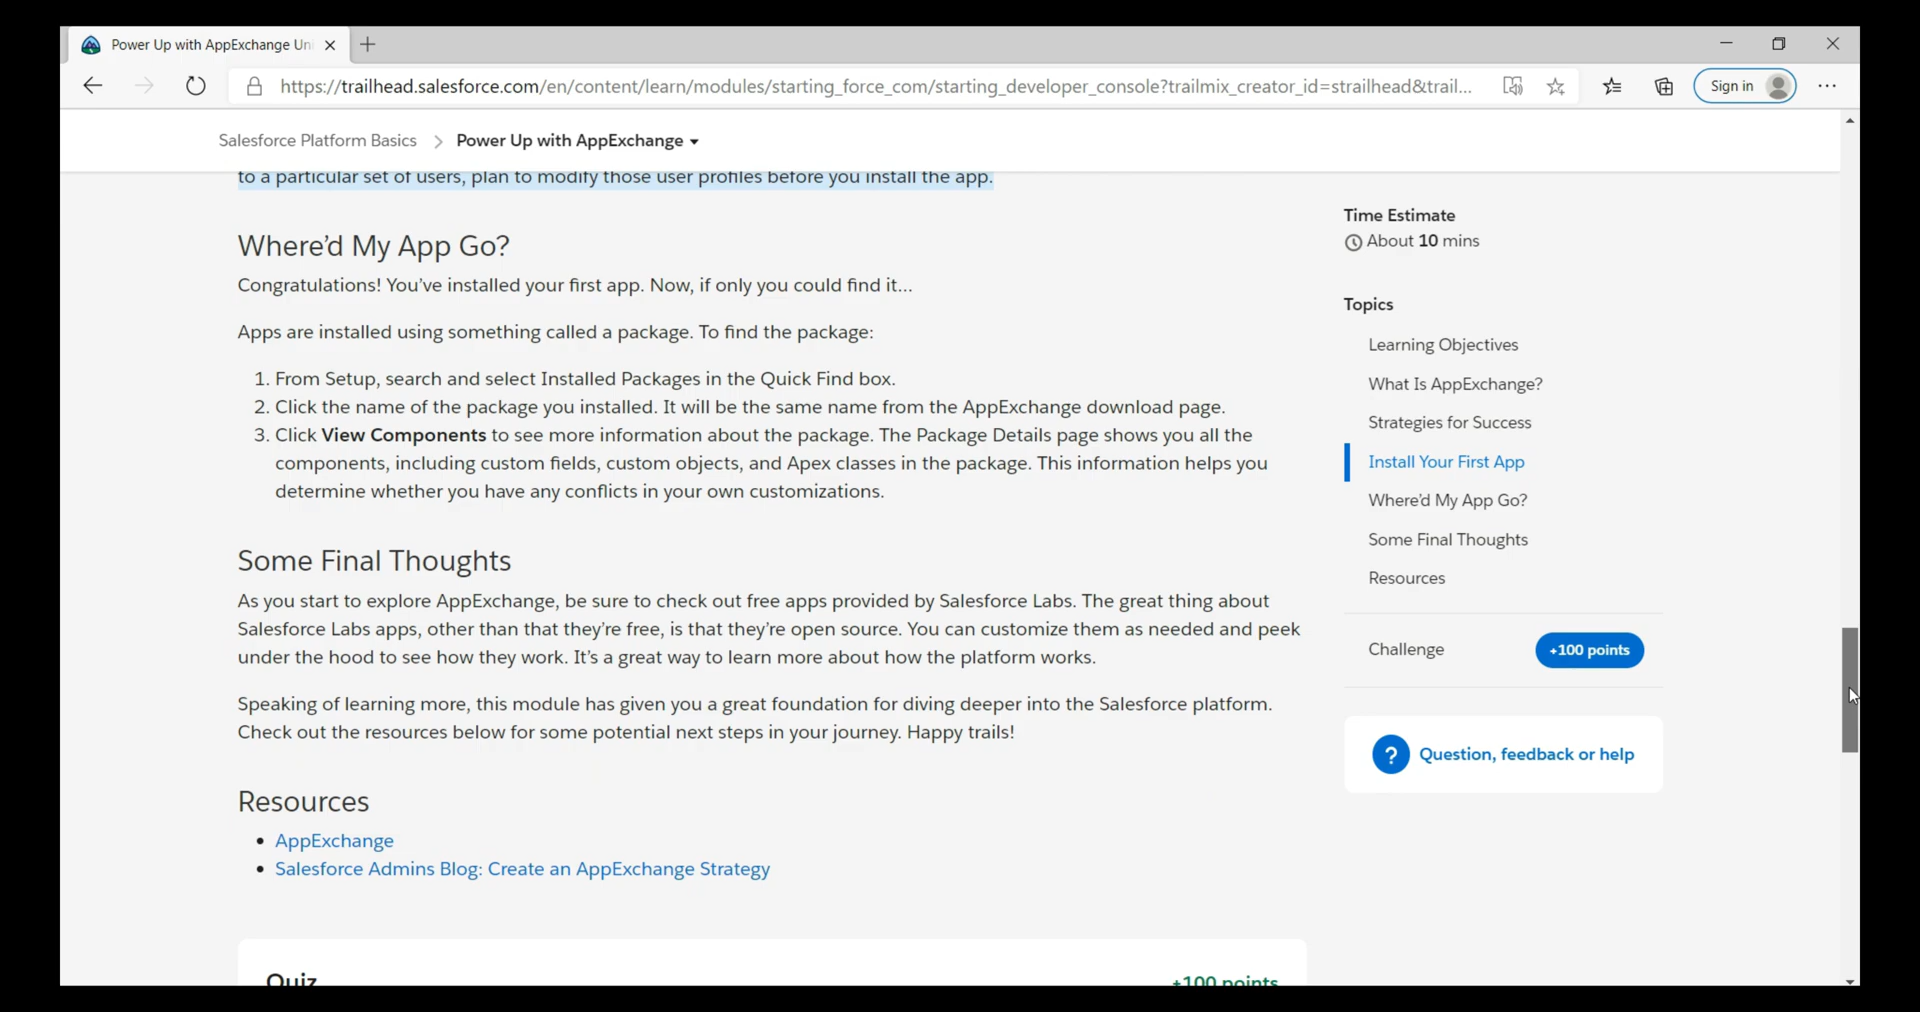 Power Up with AppExchange Un
https://trailhead.salesforce.com/en/content/learn/modules/starting_force_com/starting_developer_console?trailmix_creator_id=strailhead&trail...
Sign in
Salesforce Platform Basics
Power Up with AppExchange
to a particular set of users, plan to modify those user profiles before you install the app.
Where'd My App Go?
Congratulations! You've installed your first app. Now, if only you could find it...
Apps are installed using something called a package. To find the package:
1. From Setup, search and select Installed Packages in the Quick Find box.
2. Click the name of the package you installed. It will be the same name from the AppExchange download page.
3. Click View Components to see more information about the package. The Package Details page shows you all the
components, including custom fields, custom objects, and Apex classes in the package. This information helps you
determine whether you have any conflicts in your own customizations.
Some Final Thoughts
As you start to explore AppExchange, be sure to check out free apps provided by Salesforce Labs. The great thing about
Salesforce Labs apps, other than that they're free, is that they're open source. You can customize them as needed and peek
under the hood to see how they work. It's a great way to learn more about how the platform works.
Speaking of learning more, this module has given you a great foundation for diving deeper into the Salesforce platform.
Check out the resources below for some potential next steps in your journey. Happy trails!
Resources
• AppExchange
• Salesforce Admins Blog: Create an AppExchange Strategy
Quiz
+100 points
Time Estimate
About 10 mins
Topics
Learning Objectives
What Is AppExchange?
Strategies for Success
Install Your First App
Where'd My App Go?
Some Final Thoughts
Resources
Challenge
+100 points
? Question, feedback or help